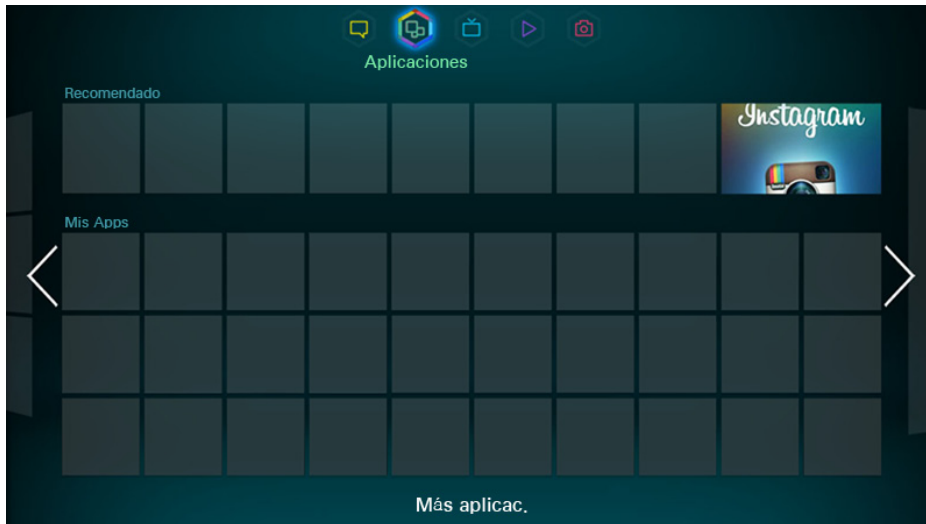 Aplicaciones
Recomendado
Instagram
Mis Apps
Más aplicac.